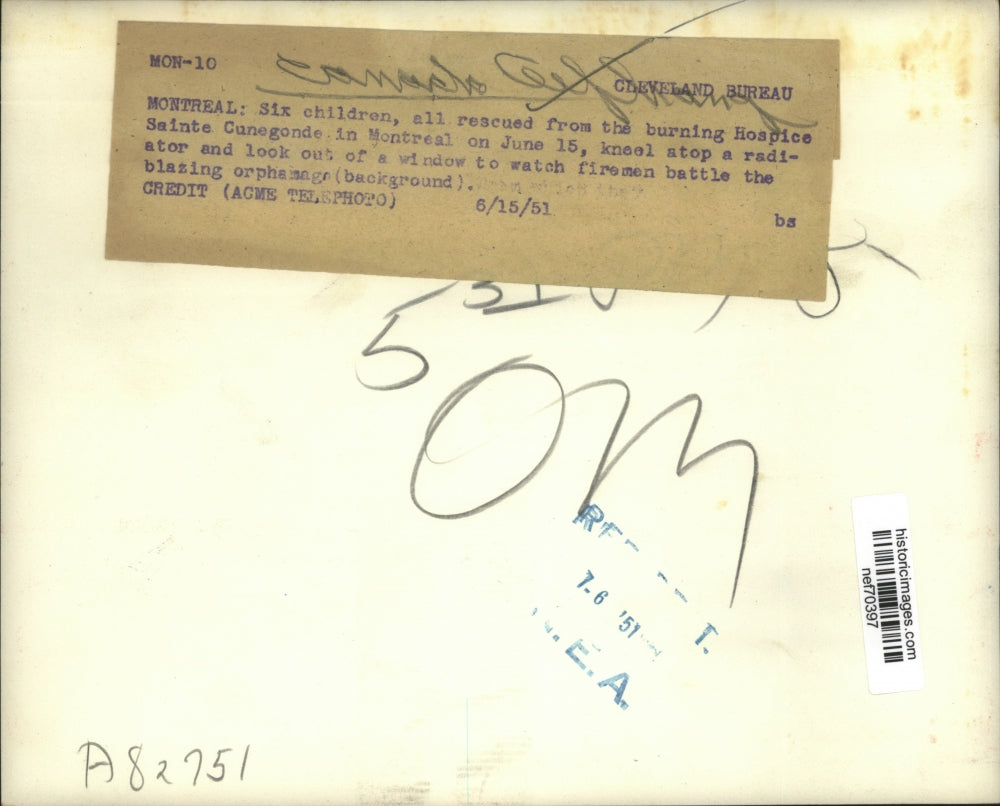 MON-10
CLEVELAND BUREAU
MONTREAL: Six children, all rescued from the burning Hospice
Sainte Cunegonde in Montreal on June 15, kneel atop a radi-
ator and look out of a window to watch firemen battle the
blazing orphanage (background).
CREDIT (ACME TELEPHOTO) 6/15/51
bs
5
OM
7-6 '51
T.
.E.A.
historicimages.com
nef70397
A82751